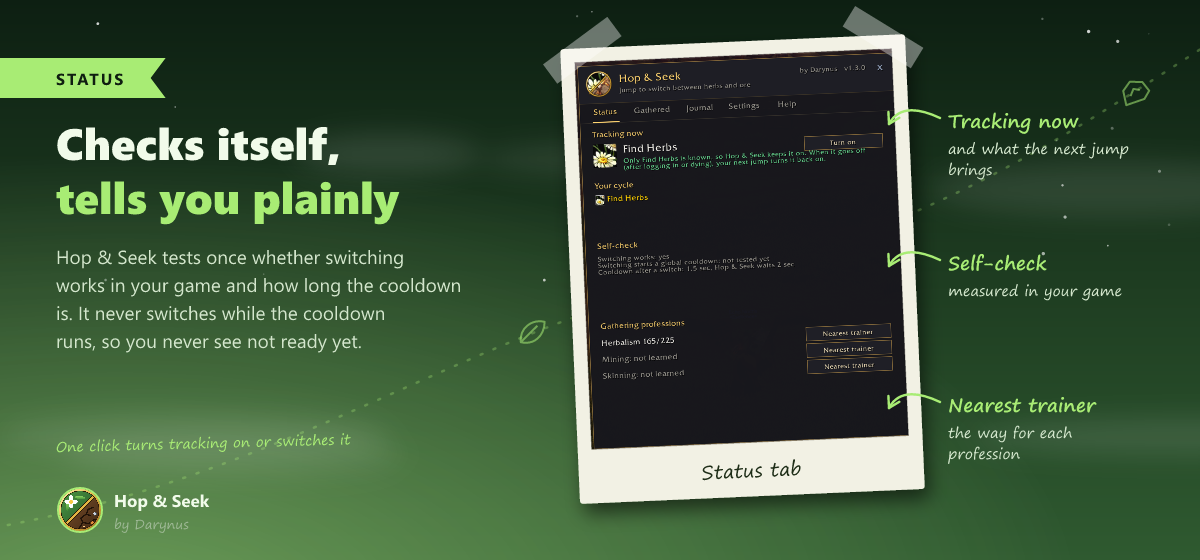 STATUS
Checks itself,
tells you plainly
Hop & Seek tests once whether switching
works in your game and how long the cooldown
is. It never switches while the cooldown
runs, so you never see not ready yet.
One click turns tracking on or switches it
Hop & Seek
by Darynus
Hop & Seek
Jump to switch between herbs and ore
by Darynus v1.3.0 X
Status Gathered Journal Settings Help
Tracking now
Find Herbs
Turn on
Only Find Herbs is known, so Hop & Seek keeps it on. When it goes off
(after logging in or dying), your next jump turns it back on.
Your cycle
Find Herbs
Self-check
Switching works: yes
Switching starts a global cooldown: not tested yet
Cooldown after a switch: 1.5 sec, Hop & Seek waits 2 sec
Gathering professions
Herbalism 165/225
Nearest trainer
Mining: not learned
Nearest trainer
Skinning: not learned
Nearest trainer
Status tab
Tracking now
and what the next jump
brings
Self-check
measured in your game
Nearest trainer
the way for each
profession